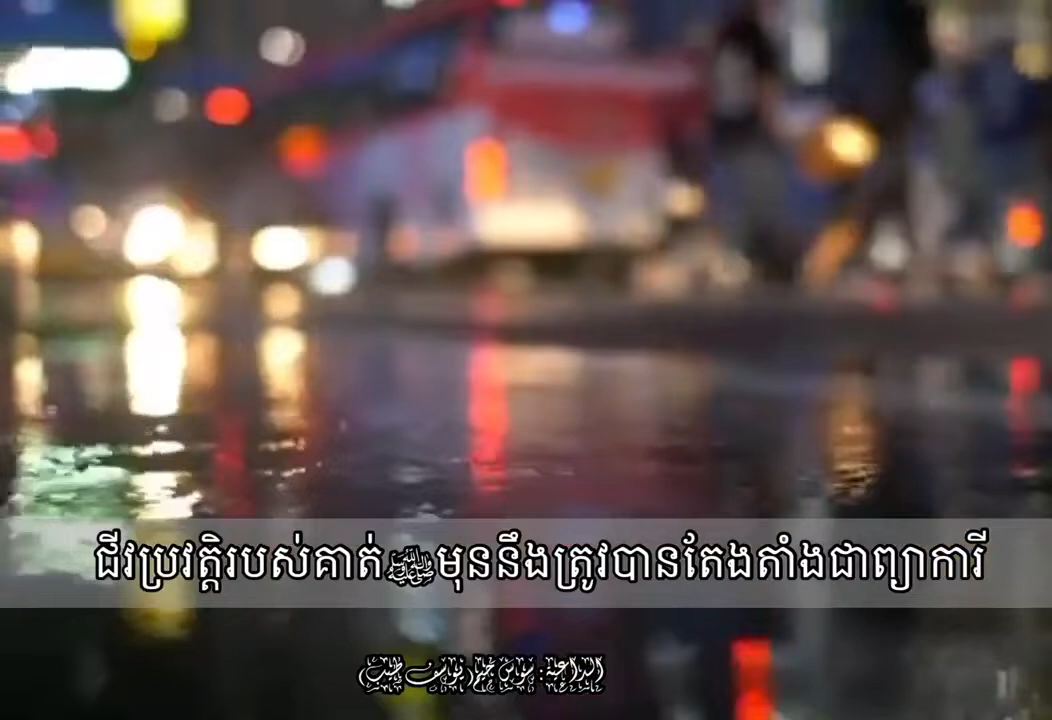 ជីវប្រវត្តិរបស់គាត់ﷺមុននឹងត្រូវបានតែងតាំងជាព្យាការី
الداعية: